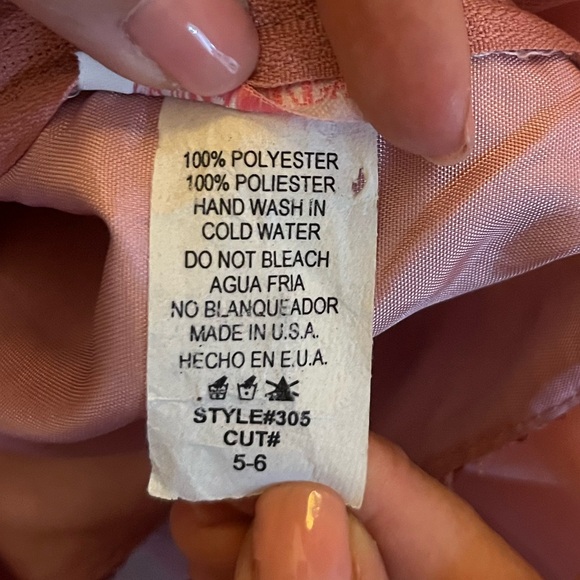 100% POLYESTER
100% POLIESTER
HAND WASH IN
COLD WATER
DO NOT BLEACH
AGUA FRIA
NO BLANQUEADOR
MADE IN U.S.A.
HECHO EN E.U.A.
STYLE#305
CUT#
5-6